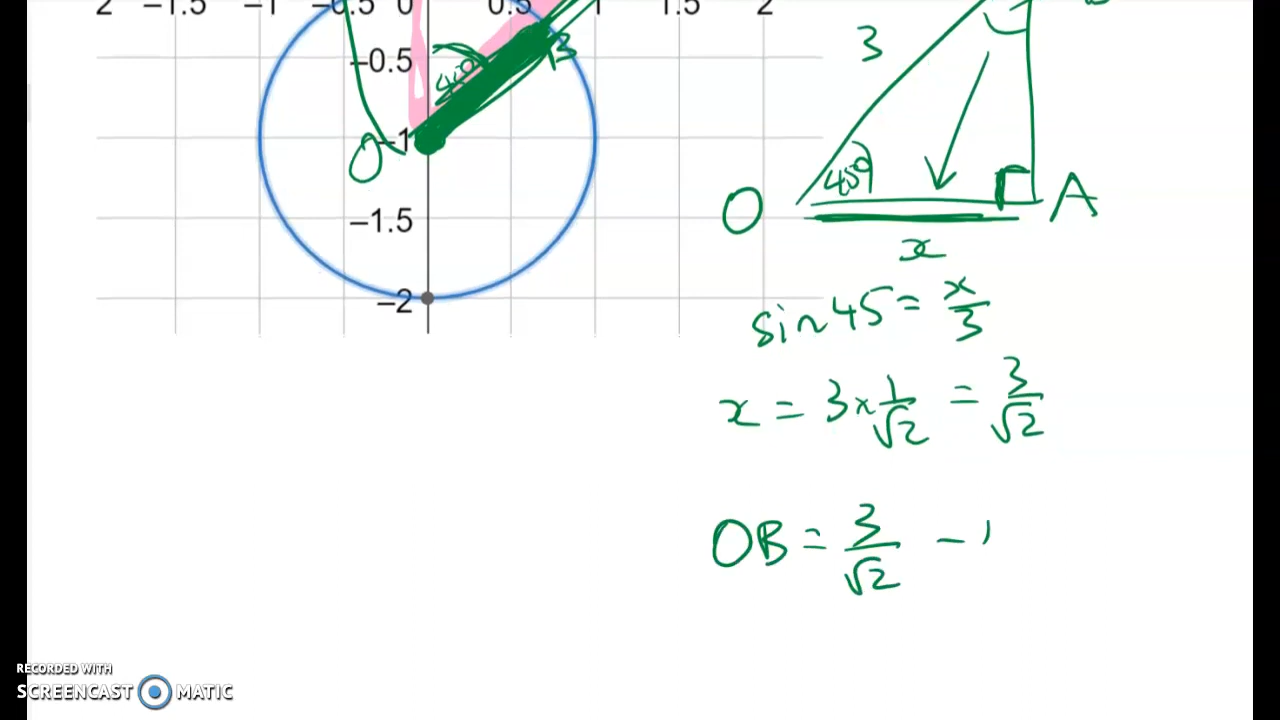 2 −1.5 −1 −0.5 0 0.5 1 1.5 2
3
−0.5
45°
3
O −1
45°
O A
−1.5
x
−2
sin 45 = x/3
x = 3 × 1/√2 = 3/√2
OB = 3/√2 − 1
RECORDED WITH
SCREENCAST MATIC